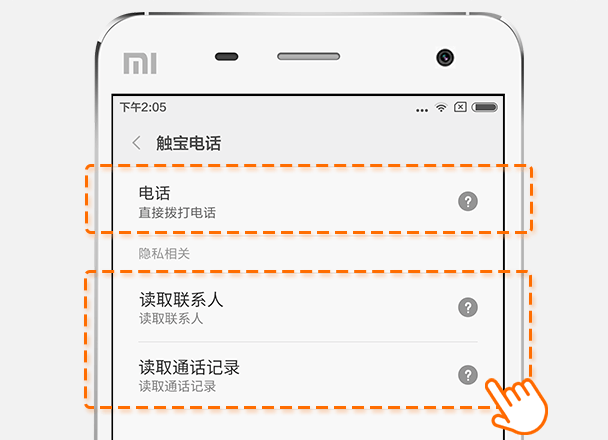 mi
下午2:05
触宝电话
电话
直接拨打电话
?
隐私相关
读取联系人
读取联系人
?
读取通话记录
读取通话记录
?